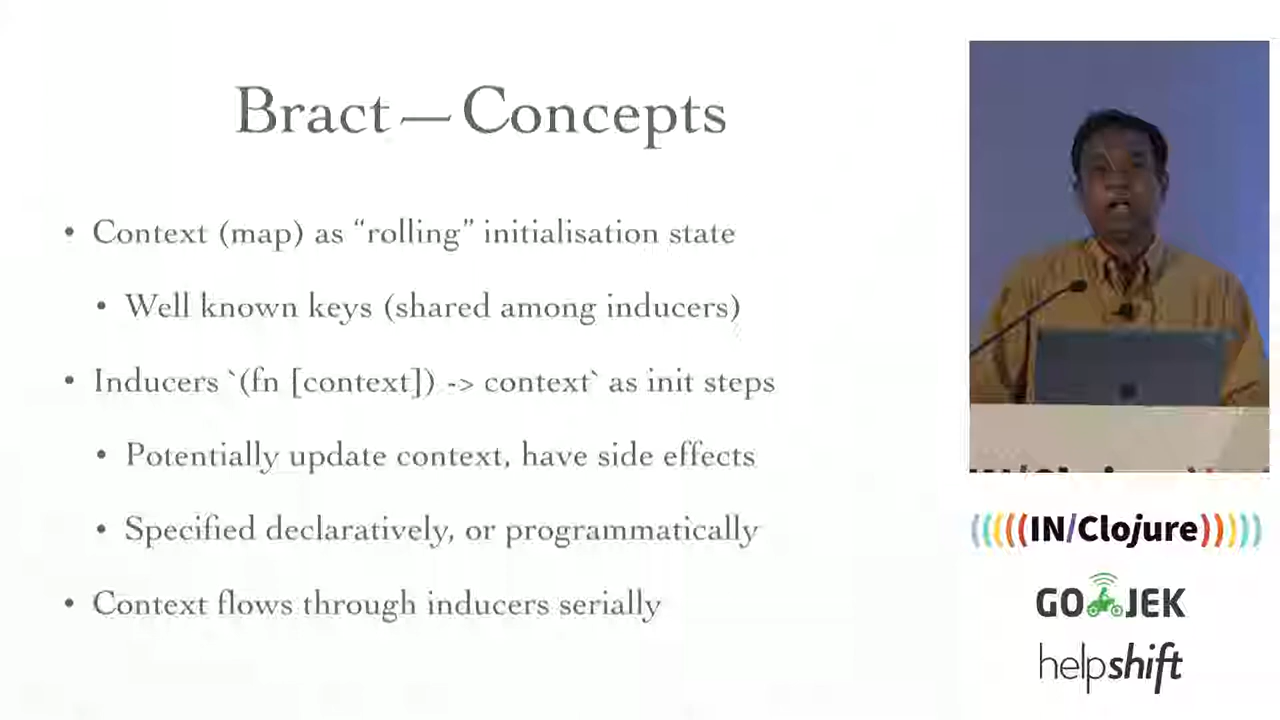 Bract — Concepts
• Context (map) as “rolling” initialisation state
• Well known keys (shared among inducers)
• Inducers `(fn [context]) -> context` as init steps
• Potentially update context, have side effects
• Specified declaratively, or programmatically
• Context flows through inducers serially
((((IN/Clojure))))
GO JEK
helpshift